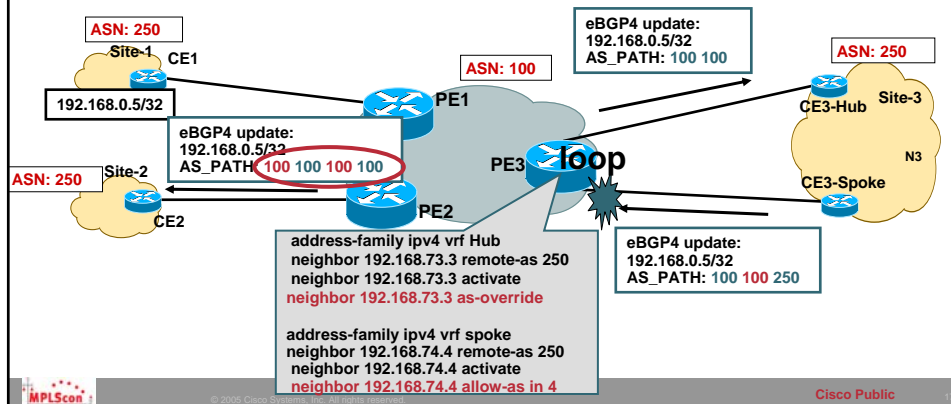 ASN: 250
Site-1
CE1
192.168.0.5/32
eBGP4 update:
192.168.0.5/32
AS_PATH: 100 100 100 100
ASN: 250
Site-2
CE2
PE1
PE2
ASN: 100
PE3
loop
eBGP4 update:
192.168.0.5/32
AS_PATH: 100 100
ASN: 250
CE3-Hub
Site-3
N3
CE3-Spoke
eBGP4 update:
192.168.0.5/32
AS_PATH: 100 100 250
address-family ipv4 vrf Hub
neighbor 192.168.73.3 remote-as 250
neighbor 192.168.73.3 activate
neighbor 192.168.73.3 as-override
address-family ipv4 vrf spoke
neighbor 192.168.74.4 remote-as 250
neighbor 192.168.74.4 activate
neighbor 192.168.74.4 allow-as in 4
MPLScon
© 2005 Cisco Systems, Inc. All rights reserved.
Cisco Public